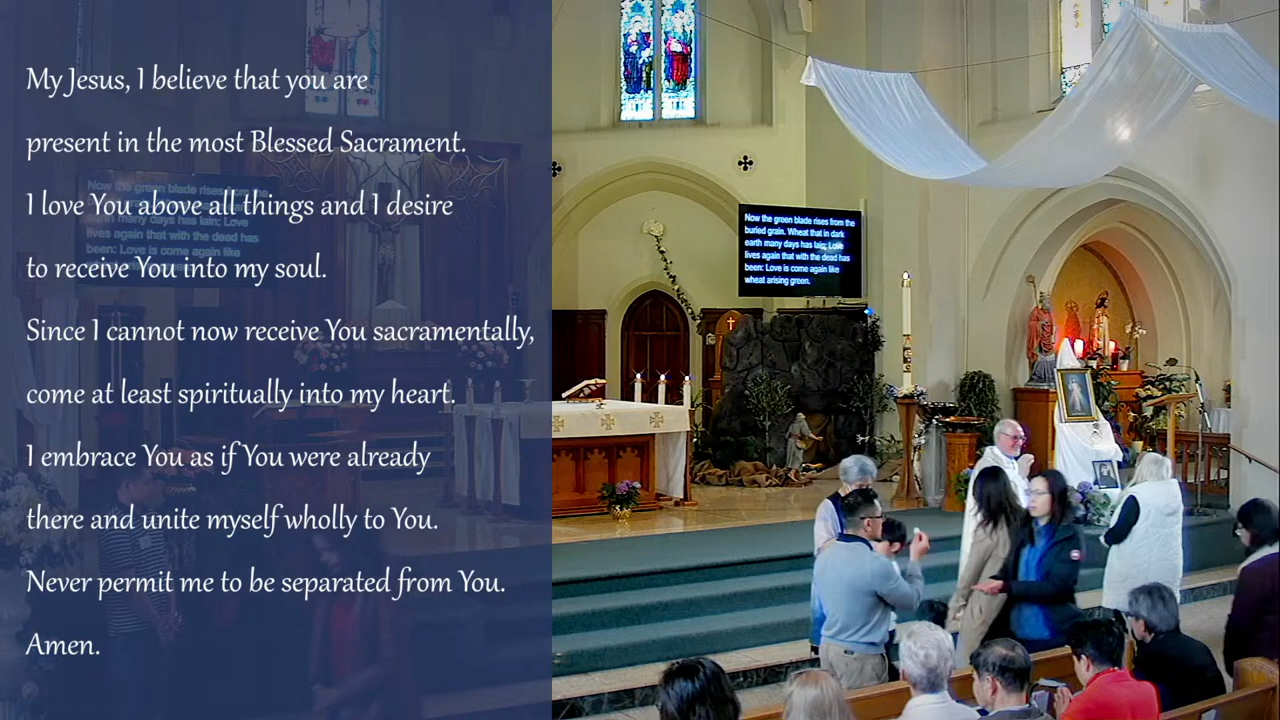 My Jesus, I believe that you are
present in the most Blessed Sacrament.
I love You above all things and I desire
to receive You into my soul.
Since I cannot now receive You sacramentally,
come at least spiritually into my heart.
I embrace You as if You were already
there and unite myself wholly to You.
Never permit me to be separated from You.
Amen.
Now the green blade rises from the
buried grain. Wheat that in dark
earth many days has lain; Love
lives again that with the dead has
been: Love is come again like
wheat arising green.